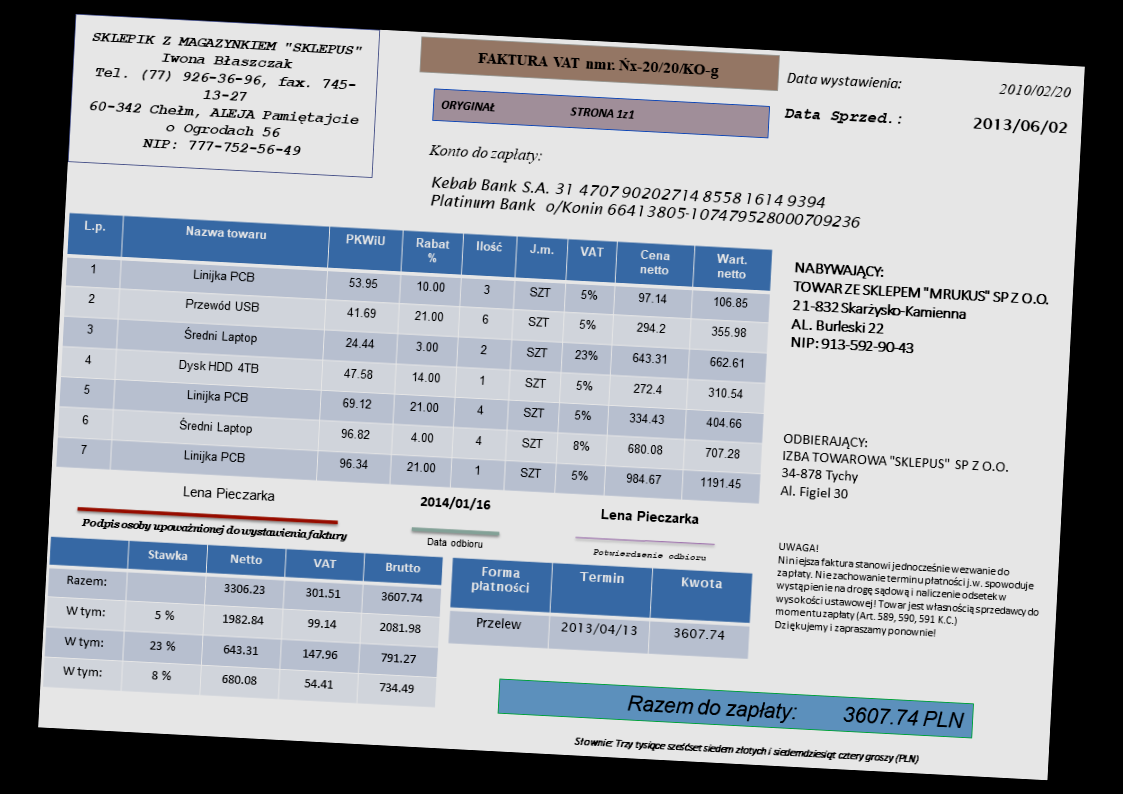 SKLEPIK Z MAGAZYNKIEM "SKLEPUS"
Iwona Błaszczak
Tel. (77) 926-36-96, fax. 745-
13-27
60-342 Chełm, ALEJA Pamiętajcie
o Ogrodach 56
NIP: 777-752-56-49
FAKTURA VAT nmr. Ńx-20/20/KO-g
ORYGINAŁ STRONA 1z1
Data wystawienia: 2010/02/20
Data Sprzed.: 2013/06/02
Konto do zapłaty:
Kebab Bank S.A. 31 4707 90202714 8558 1614 9394
Platinum Bank o/Konin 66413805-107479528000709236
L.p. Nazwa towaru PKWiU Rabat % Ilość J.m. VAT Cena netto Wart. netto
1 Linijka PCB 53.95 10.00 3 SZT 5% 97.14 106.85
2 Przewód USB 41.69 21.00 6 SZT 5% 294.2 355.98
3 Średni Laptop 24.44 3.00 2 SZT 23% 643.31 662.61
4 Dysk HDD 4TB 47.58 14.00 1 SZT 5% 272.4 310.54
5 Linijka PCB 69.12 21.00 4 SZT 5% 334.43 404.66
6 Średni Laptop 96.82 4.00 4 SZT 8% 680.08 707.28
7 Linijka PCB 96.34 21.00 1 SZT 5% 984.67 1191.45
NABYWAJĄCY:
TOWAR ZE SKLEPEM "MRUKUS" SP Z O.O.
21-832 Skarżysko-Kamienna
AL. Burleski 22
NIP: 913-592-90-43
ODBIERAJĄCY:
IZBA TOWAROWA "SKLEPUS" SP Z O.O.
34-878 Tychy
Al. Figiel 30
Lena Pieczarka
Podpis osoby upoważnionej do wystawienia faktury
2014/01/16
Data odbioru
Lena Pieczarka
Potwierdzenie odbioru
Stawka Netto VAT Brutto
Razem: 3306.23 301.51 3607.74
W tym: 5 % 1982.84 99.14 2081.98
W tym: 23 % 643.31 147.96 791.27
W tym: 8 % 680.08 54.41 734.49
Forma płatności Termin Kwota
Przelew 2013/04/13 3607.74
UWAGA!
Niniejsza faktura stanowi jednocześnie wezwanie do
zapłaty. Nie zachowanie terminu płatności j.w. spowoduje
wystąpienie na drogę sądową i naliczenie odsetek w
wysokości ustawowej! Towar jest własnością sprzedawcy do
momentu zapłaty (Art. 589, 590, 591 K.C.)
Dziękujemy i zapraszamy ponownie!
Razem do zapłaty: 3607.74 PLN
Słownie: Trzy tysiące sześćset siedem złotych i siedemdziesiąt cztery groszy (PLN)